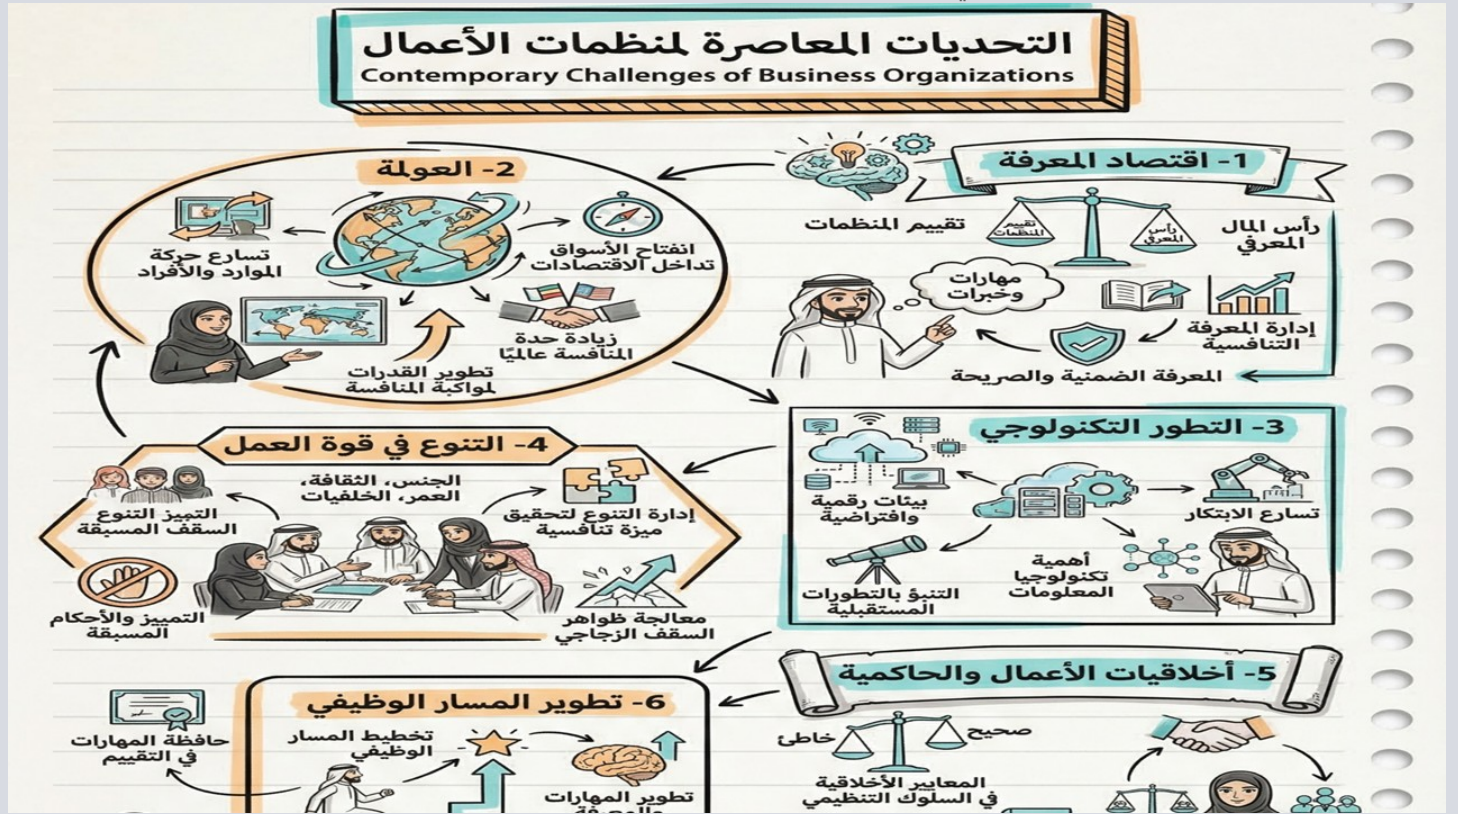 التحديات المعاصرة لمنظمات الأعمال
Contemporary Challenges of Business Organizations
1- اقتصاد المعرفة
تقييم المنظمات
تقييم
المنظمات
رأس
المعرفي
رأس المال
المعرفي
مهارات
وخبرات
إدارة المعرفة
التنافسية
المعرفة الضمنية والصريحة
2- العولمة
تسارع حركة
الموارد والأفراد
انفتاح الأسواق
تداخل الاقتصادات
زيادة حدة
المنافسة عالميًا
تطوير القدرات
لمواكبة المنافسة
3- التطور التكنولوجي
بيئات رقمية
وافتراضية
تسارع الابتكار
أهمية
تكنولوجيا
المعلومات
التنبؤ بالتطورات
المستقبلية
4- التنوع في قوة العمل
الجنس، الثقافة،
العمر، الخلفيات
إدارة التنوع لتحقيق
ميزة تنافسية
التميز التنوع
السقف المسبقة
التمييز والأحكام
المسبقة
معالجة ظواهر
السقف الزجاجي
5- أخلاقيات الأعمال والحاكمية
صحيح
خاطئ
المعايير الأخلاقية
في السلوك التنظيمي
6- تطوير المسار الوظيفي
تخطيط المسار
الوظيفي
حافظة المهارات
في التقييم
تطوير المهارات